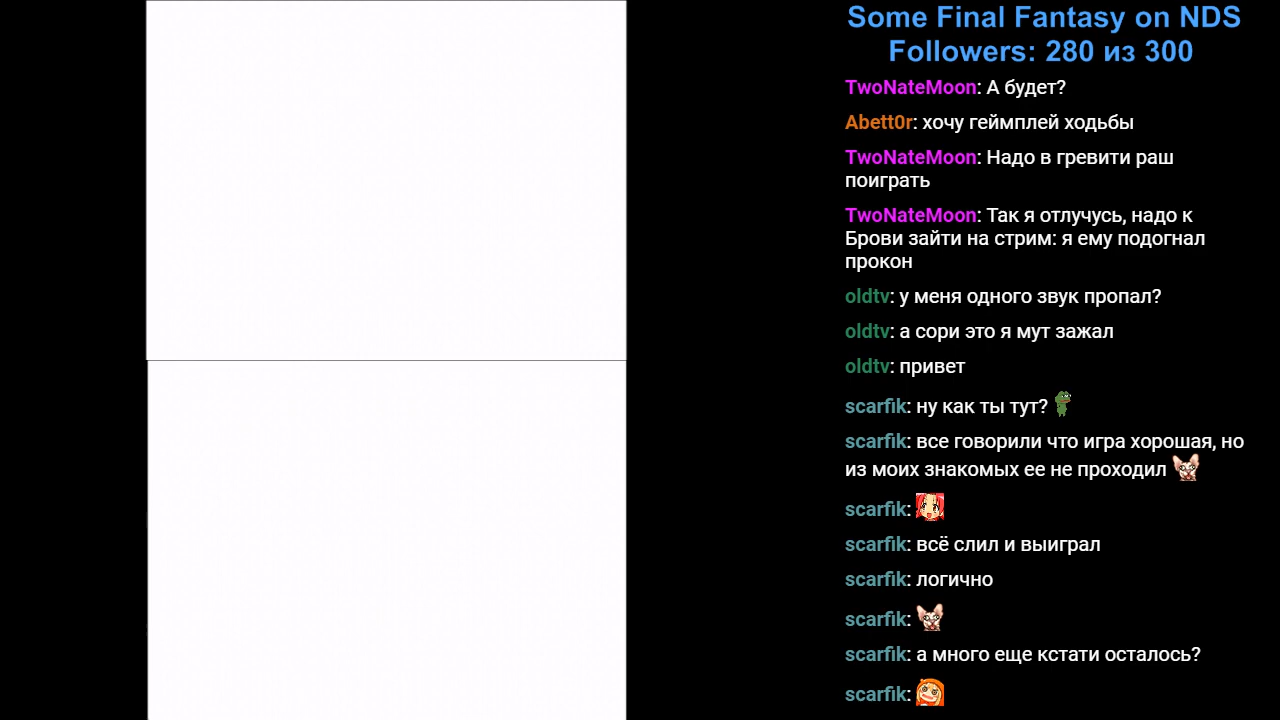 Some Final Fantasy on NDS
Followers: 280 из 300
TwoNateMoon: А будет?
Abett0r: хочу геймплей ходьбы
TwoNateMoon: Надо в гревити раш
поиграть
TwoNateMoon: Так я отлучусь, надо к
Брови зайти на стрим: я ему подогнал
прокон
oldtv: у меня одного звук пропал?
oldtv: а сори это я мут зажал
oldtv: привет
scarfik: ну как ты тут?
scarfik: все говорили что игра хорошая, но
из моих знакомых ее не проходил
scarfik:
scarfik: всё слил и выиграл
scarfik: логично
scarfik:
scarfik: а много еще кстати осталось?
scarfik: